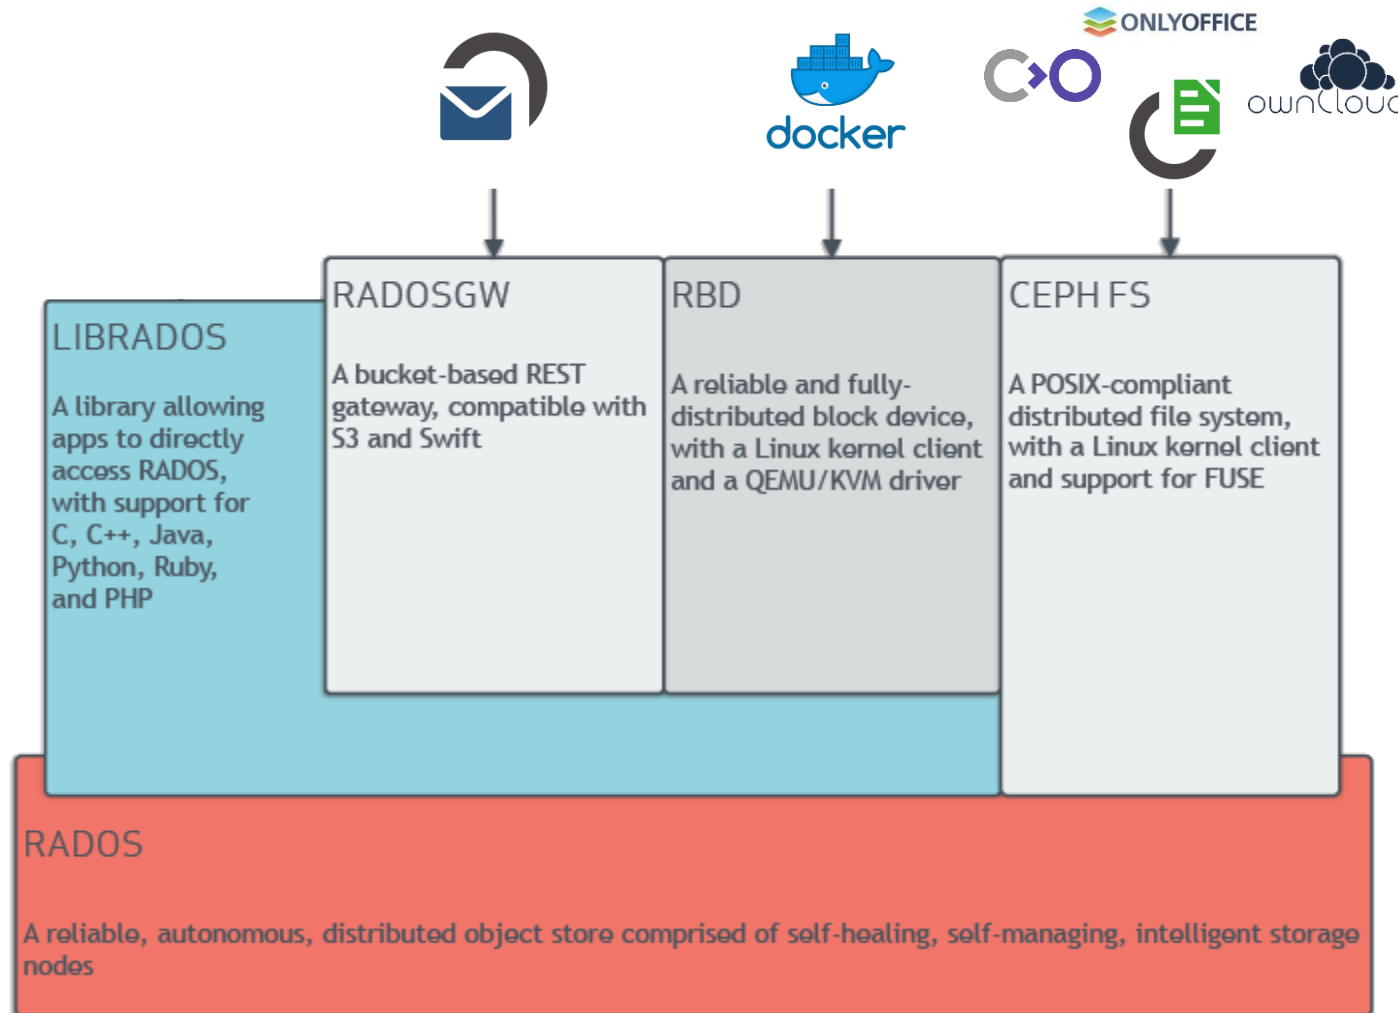 ONLYOFFICE
docker
ownCloud
RADOSGW
A bucket-based REST
gateway, compatible with
S3 and Swift
RBD
A reliable and fully-
distributed block device,
with a Linux kernel client
and a QEMU/KVM driver
CEPH FS
A POSIX-compliant
distributed file system,
with a Linux kernel client
and support for FUSE
LIBRADOS
A library allowing
apps to directly
access RADOS,
with support for
C, C++, Java,
Python, Ruby,
and PHP
RADOS
A reliable, autonomous, distributed object store comprised of self-healing, self-managing, intelligent storage
nodes